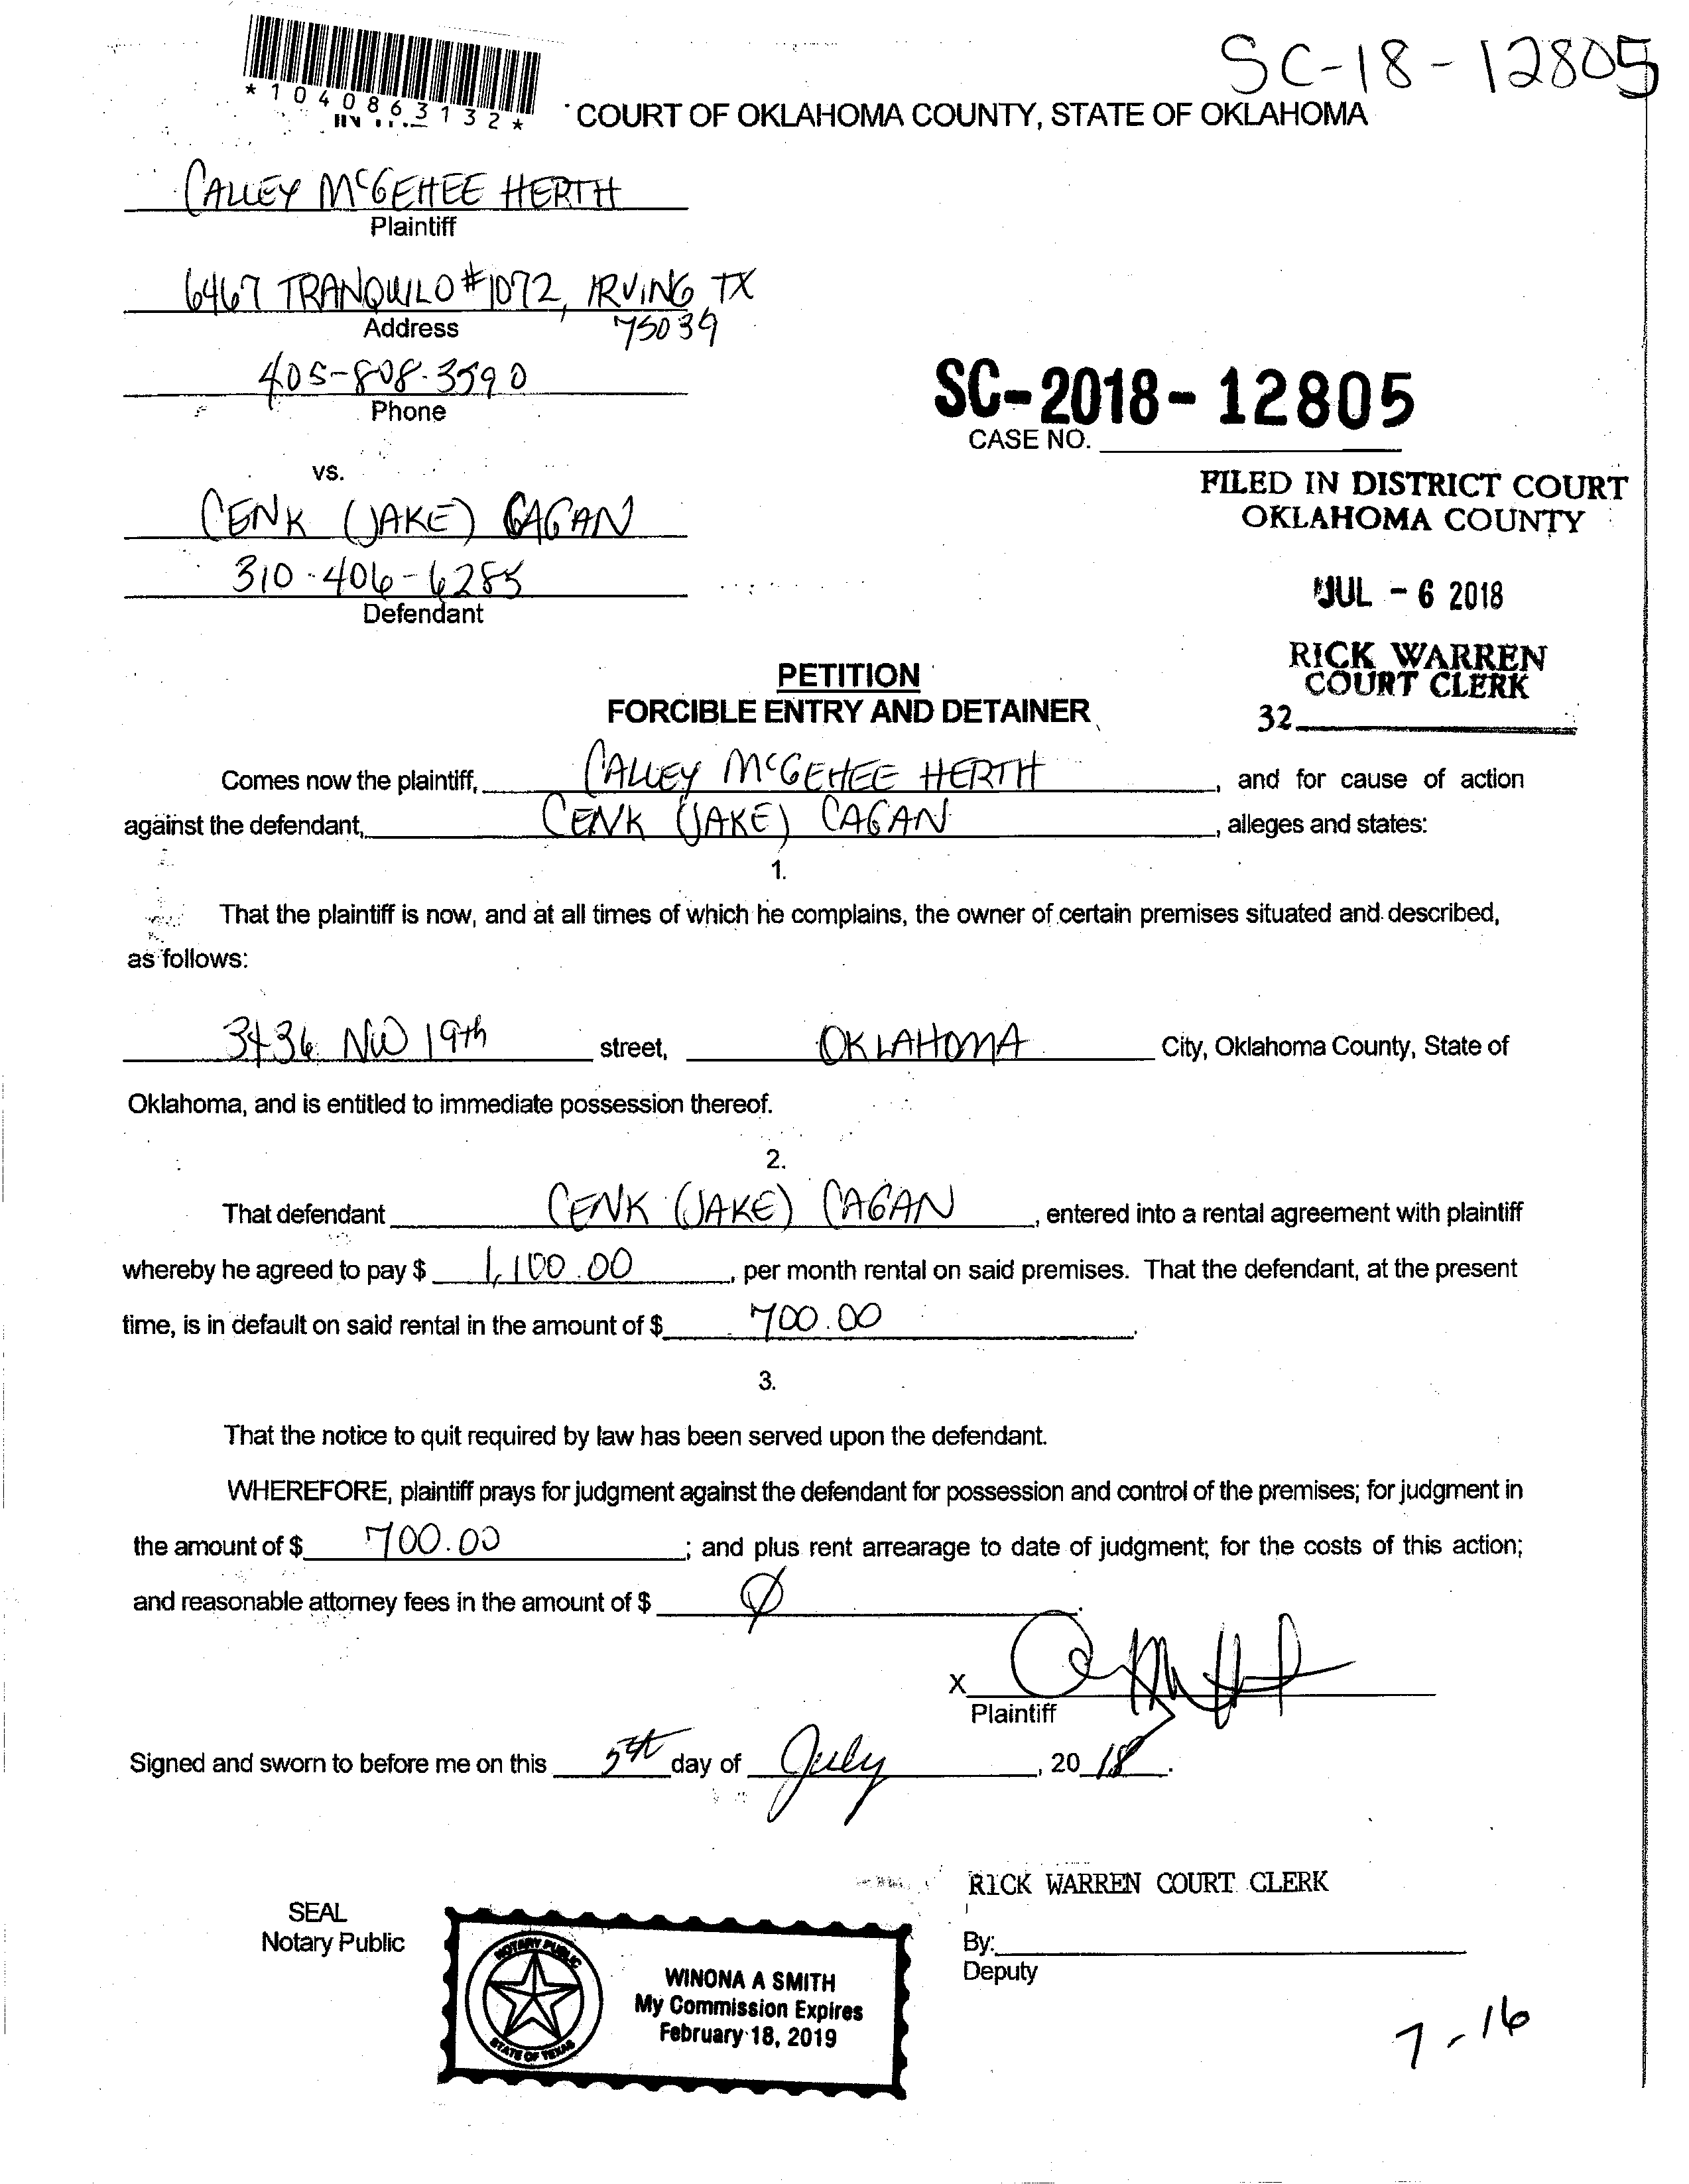 SC-18-12805
*1040863132*
COURT OF OKLAHOMA COUNTY, STATE OF OKLAHOMA
CALLEY McGEHEE HERTH
Plaintiff
6467 TRANQUILO #1072, IRVING TX
Address
75039
405-808-3590
Phone
SC-2018-12805
CASE NO.
vs.
FILED IN DISTRICT COURT
OKLAHOMA COUNTY
CENK (JAKE) CAGAN
310-406-6285
Defendant
JUL - 6 2018
RICK WARREN
COURT CLERK
32
PETITION
FORCIBLE ENTRY AND DETAINER
Comes now the plaintiff, CALLEY McGEHEE HERTH, and for cause of action
against the defendant, CENK (JAKE) CAGAN, alleges and states:
1.
That the plaintiff is now, and at all times of which he complains, the owner of certain premises situated and described,
as follows:
3436 NW 19th street, OKLAHOMA City, Oklahoma County, State of
Oklahoma, and is entitled to immediate possession thereof.
2.
That defendant CENK (JAKE) CAGAN, entered into a rental agreement with plaintiff
whereby he agreed to pay $ 1,100.00, per month rental on said premises. That the defendant, at the present
time, is in default on said rental in the amount of $ 700.00.
3.
That the notice to quit required by law has been served upon the defendant.
WHEREFORE, plaintiff prays for judgment against the defendant for possession and control of the premises; for judgment in
the amount of $ 700.00; and plus rent arrearage to date of judgment; for the costs of this action;
and reasonable attorney fees in the amount of $ Ø.
X
Plaintiff
Signed and sworn to before me on this 5th day of July, 2018.
RICK WARREN COURT CLERK
SEAL
Notary Public
By:
Deputy
NOTARY PUBLIC
STATE OF TEXAS
WINONA A SMITH
My Commission Expires
February 18, 2019
7-16